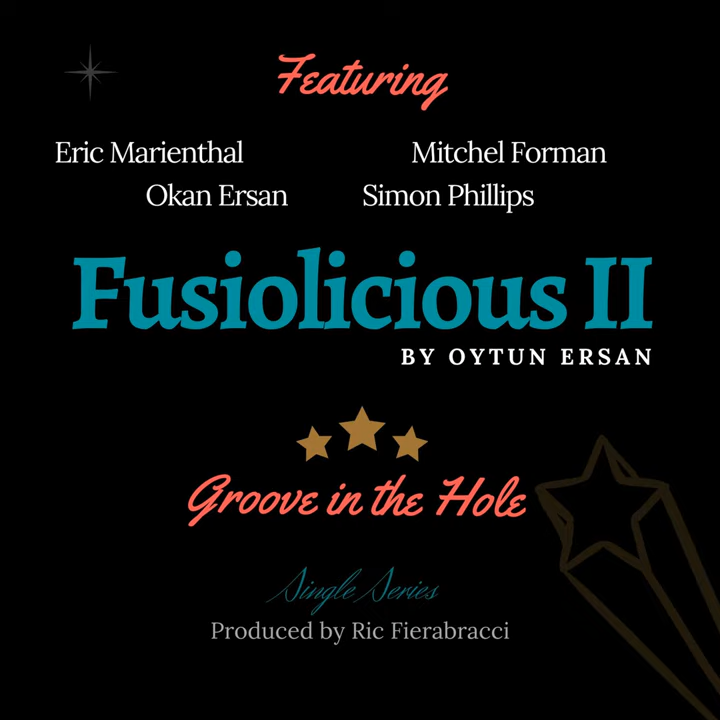 Featuring
Eric Marienthal Mitchel Forman
Okan Ersan Simon Phillips
Fusiolicious II
BY OYTUN ERSAN
Groove in the Hole
Single Series
Produced by Ric Fierabracci